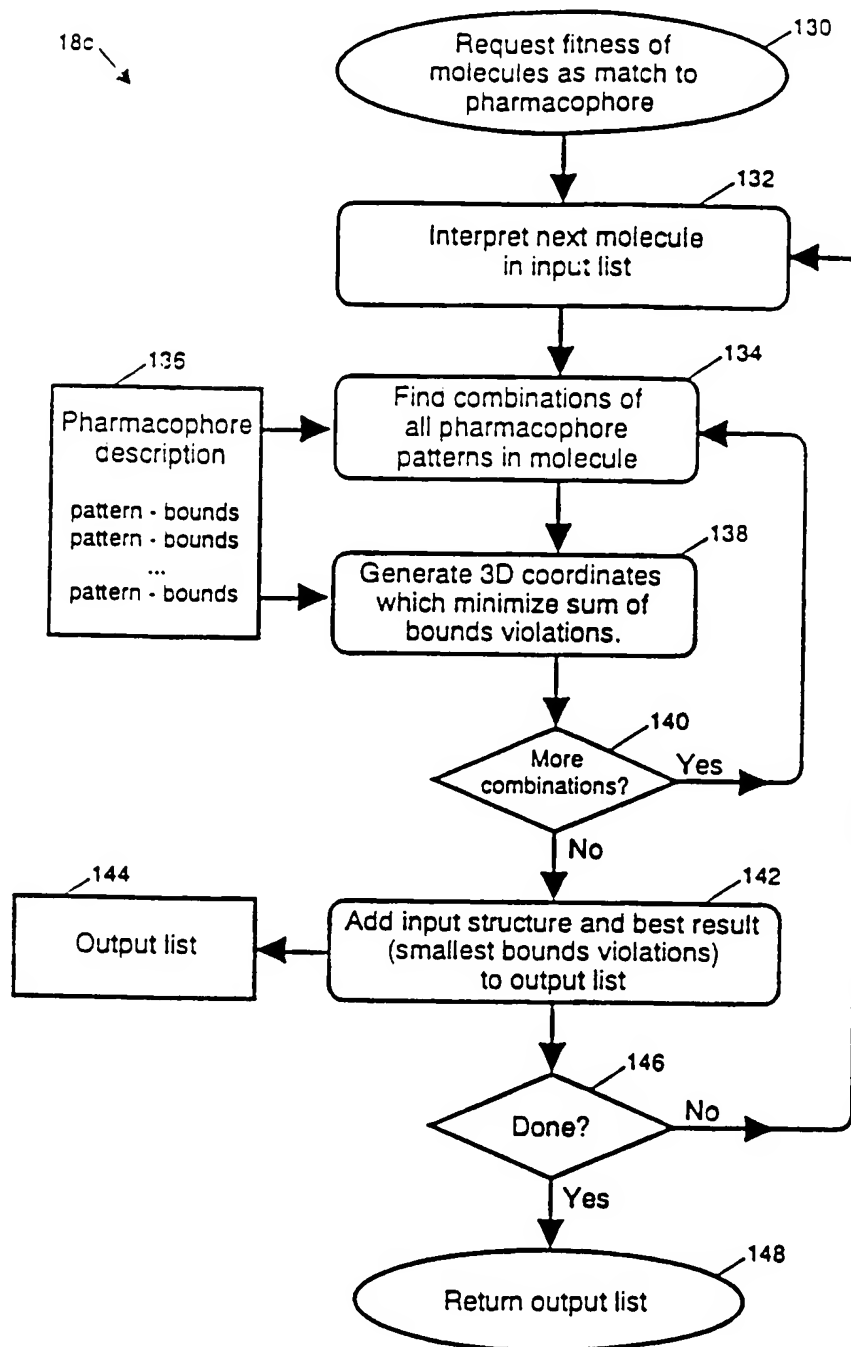 18c
130
Request fitness of
molecules as match to
pharmacophore
132
Interpret next molecule
in input list
136
Pharmacophore
description
pattern - bounds
pattern - bounds
...
pattern - bounds
134
Find combinations of
all pharmacophore
patterns in molecule
138
Generate 3D coordinates
which minimize sum of
bounds violations.
140
More
combinations?
Yes
No
144
Output list
142
Add input structure and best result
(smallest bounds violations)
to output list
146
Done?
No
Yes
148
Return output list